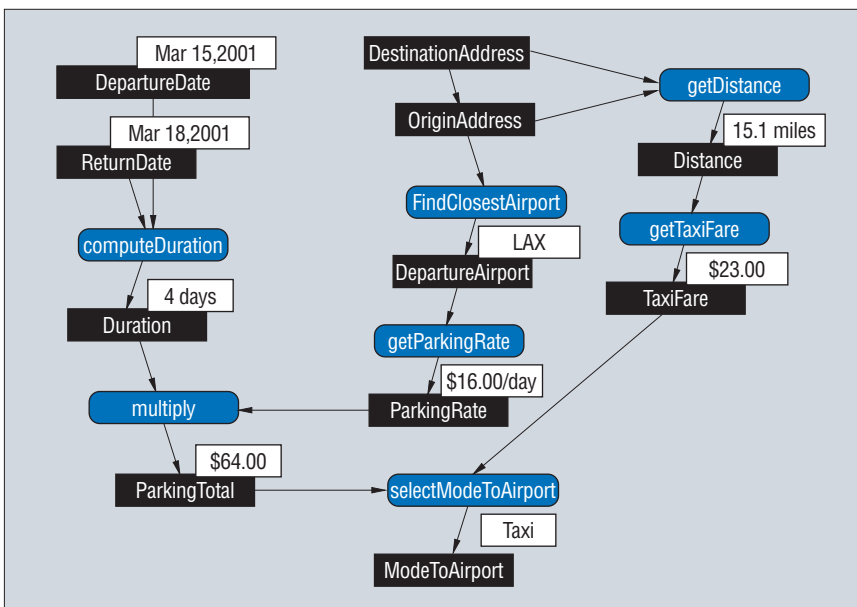 Mar 15,2001
DepartureDate
Mar 18,2001
ReturnDate
computeDuration
4 days
Duration
multiply
$64.00
ParkingTotal
DestinationAddress
OriginAddress
FindClosestAirport
LAX
DepartureAirport
getParkingRate
$16.00/day
ParkingRate
getDistance
15.1 miles
Distance
getTaxiFare
$23.00
TaxiFare
selectModeToAirport
Taxi
ModeToAirport